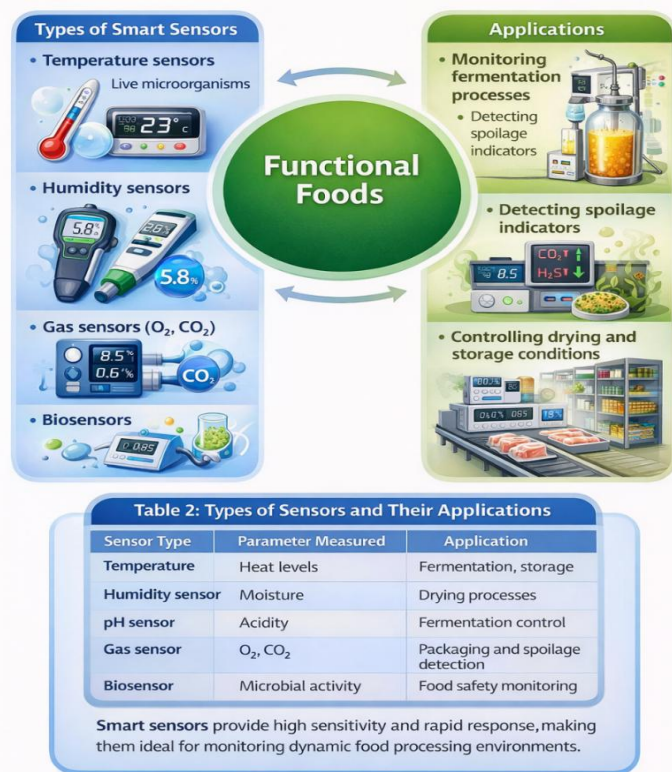 Types of Smart Sensors
• Temperature sensors
Live microorganisms
23° c
• Humidity sensors
5.8
2.6
5.8%
• Gas sensors (O₂, CO₂)
8.5
0.6
CO₂
• Biosensors
0.85
Functional
Foods
Applications
• Monitoring
fermentation
processes
• Detecting
spoilage
indicators
• Detecting spoilage
indicators
8.5
CO₂
H₂S
• Controlling drying and
storage conditions
Table 2: Types of Sensors and Their Applications
Sensor Type Parameter Measured Application
Temperature Heat levels Fermentation, storage
Humidity sensor Moisture Drying processes
pH sensor Acidity Fermentation control
Gas sensor O₂, CO₂ Packaging and spoilage
detection
Biosensor Microbial activity Food safety monitoring
Smart sensors provide high sensitivity and rapid response, making
them ideal for monitoring dynamic food processing environments.